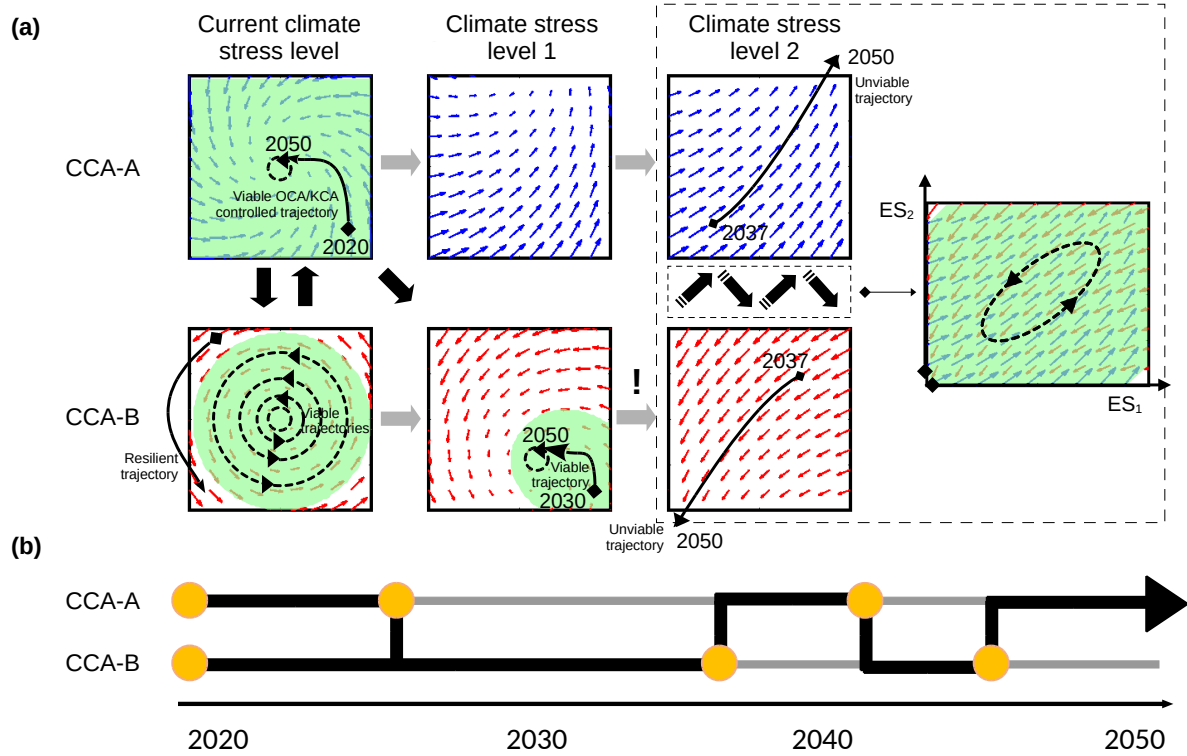 (a)
Current climate
stress level
Climate stress
level 1
Climate stress
level 2
CCA-A
2050
Viable OCA/KCA
controlled trajectory
2020
2050
Unviable
trajectory
2037
ES2
ES1
CCA-B
Viable
trajectories
Resilient
trajectory
2050
Viable
trajectory
2030
!
2037
Unviable
trajectory
2050
(b)
CCA-A
CCA-B
2020
2030
2040
2050